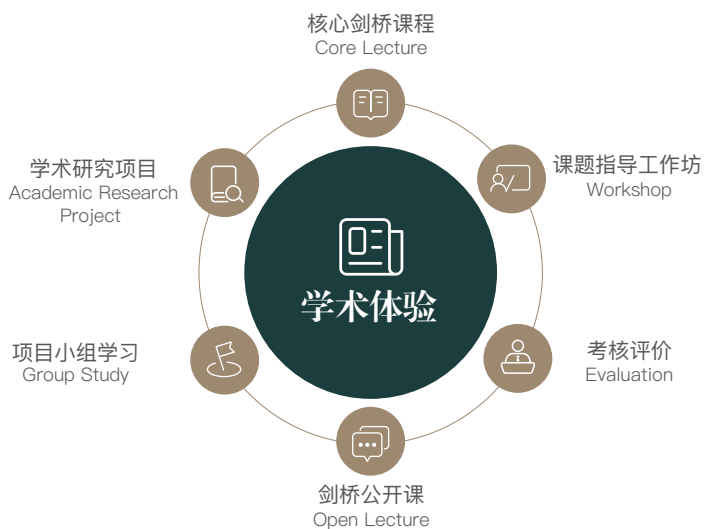 核心剑桥课程
Core Lecture
课题指导工作坊
Workshop
考核评价
Evaluation
剑桥公开课
Open Lecture
项目小组学习
Group Study
学术研究项目
Academic Research
Project
学术体验